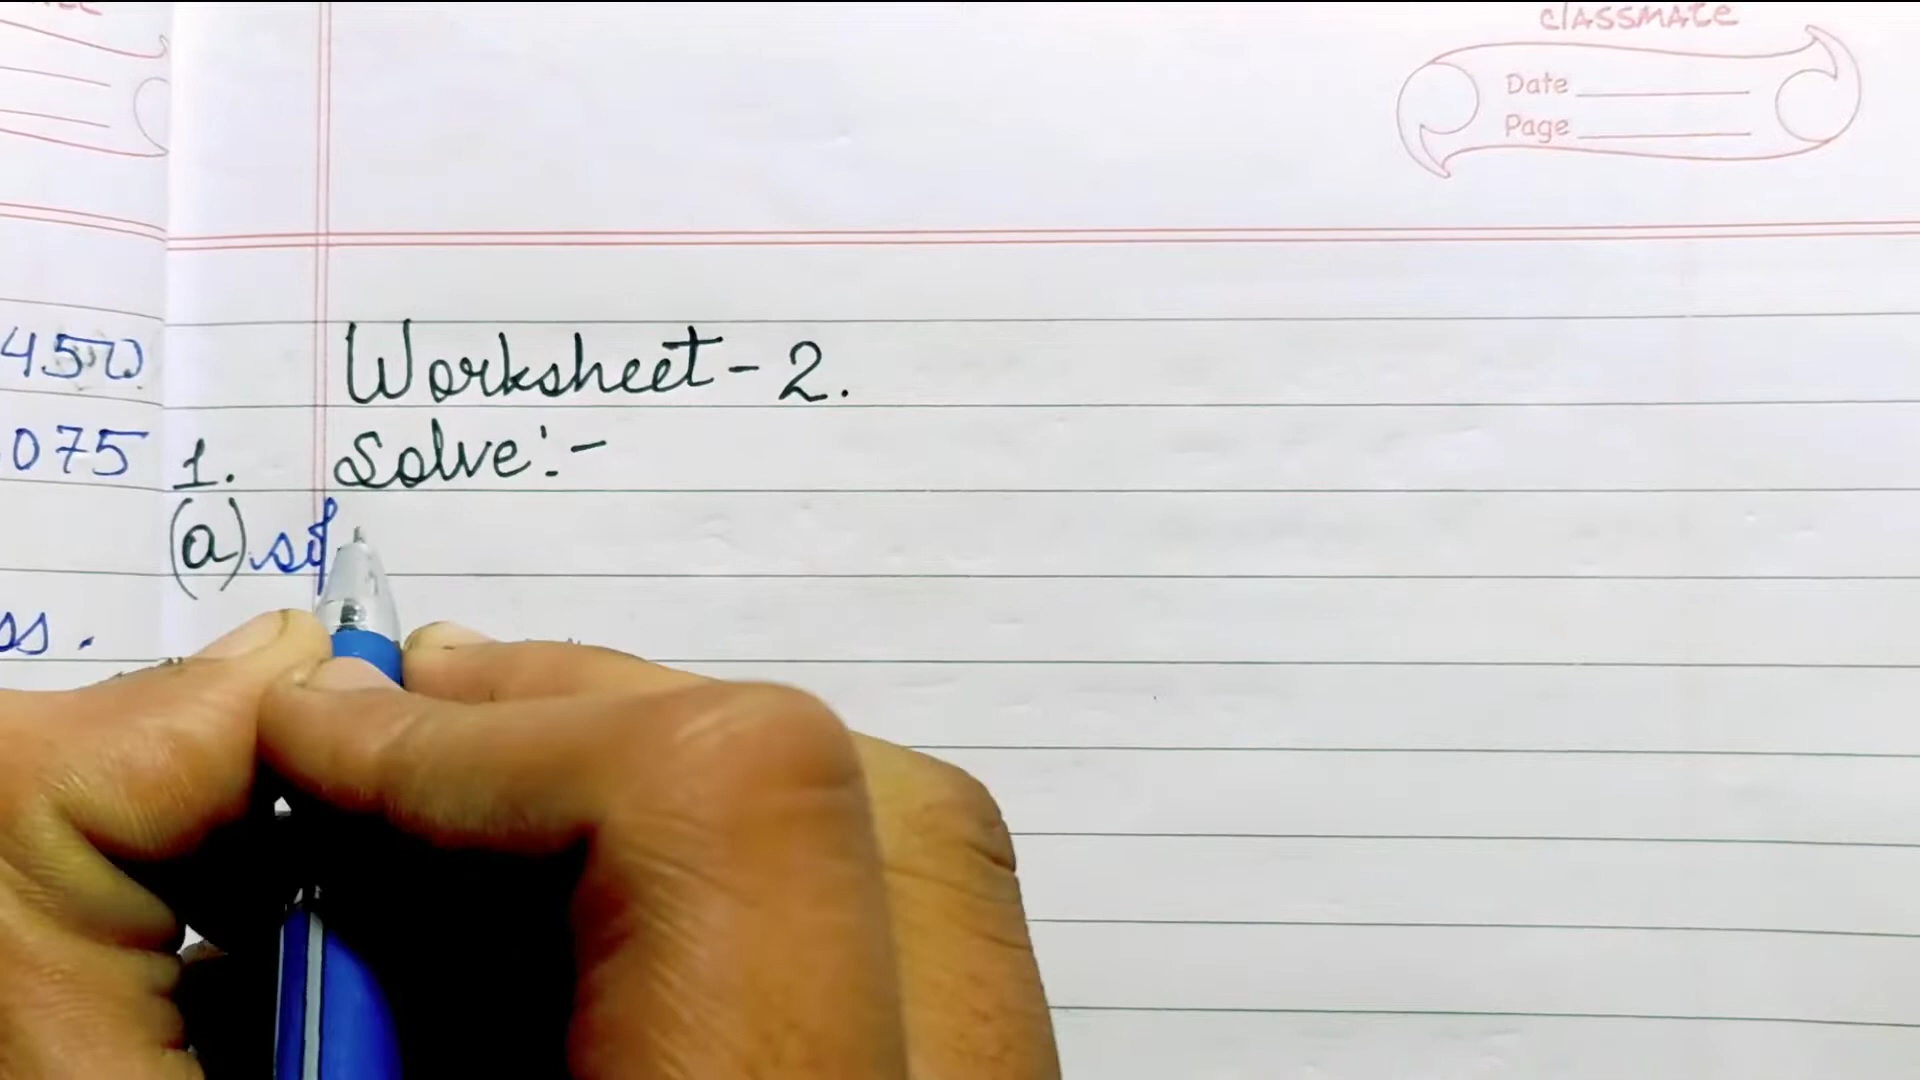 classmate
Date
Page
450
075
ss.
Worksheet-2.
1. Solve:-
(a)